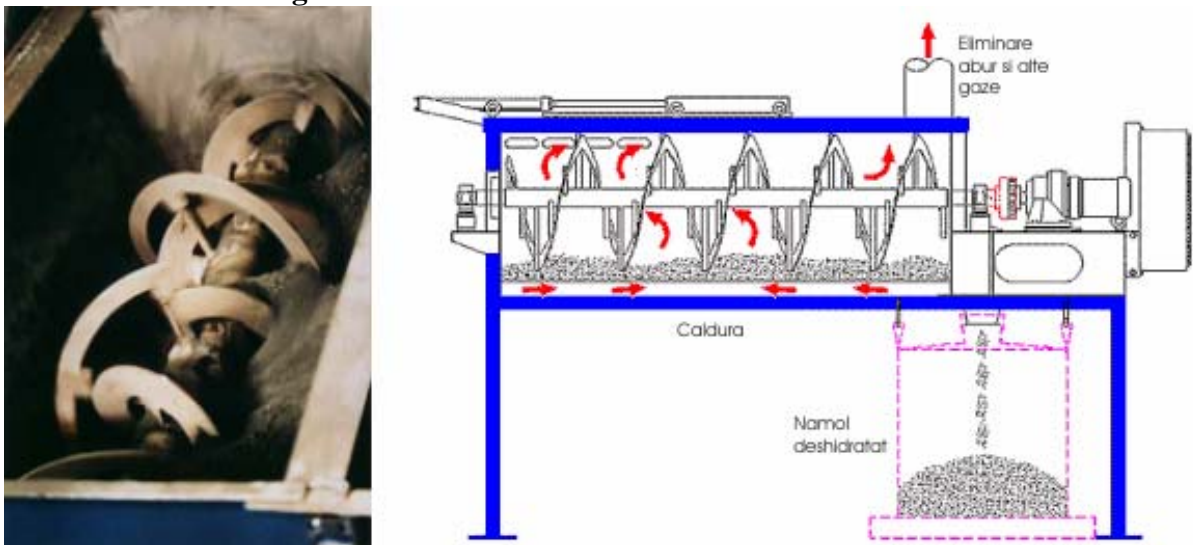 Eliminare
abur si alte
gaze
Caldura
Namol
deshidratat